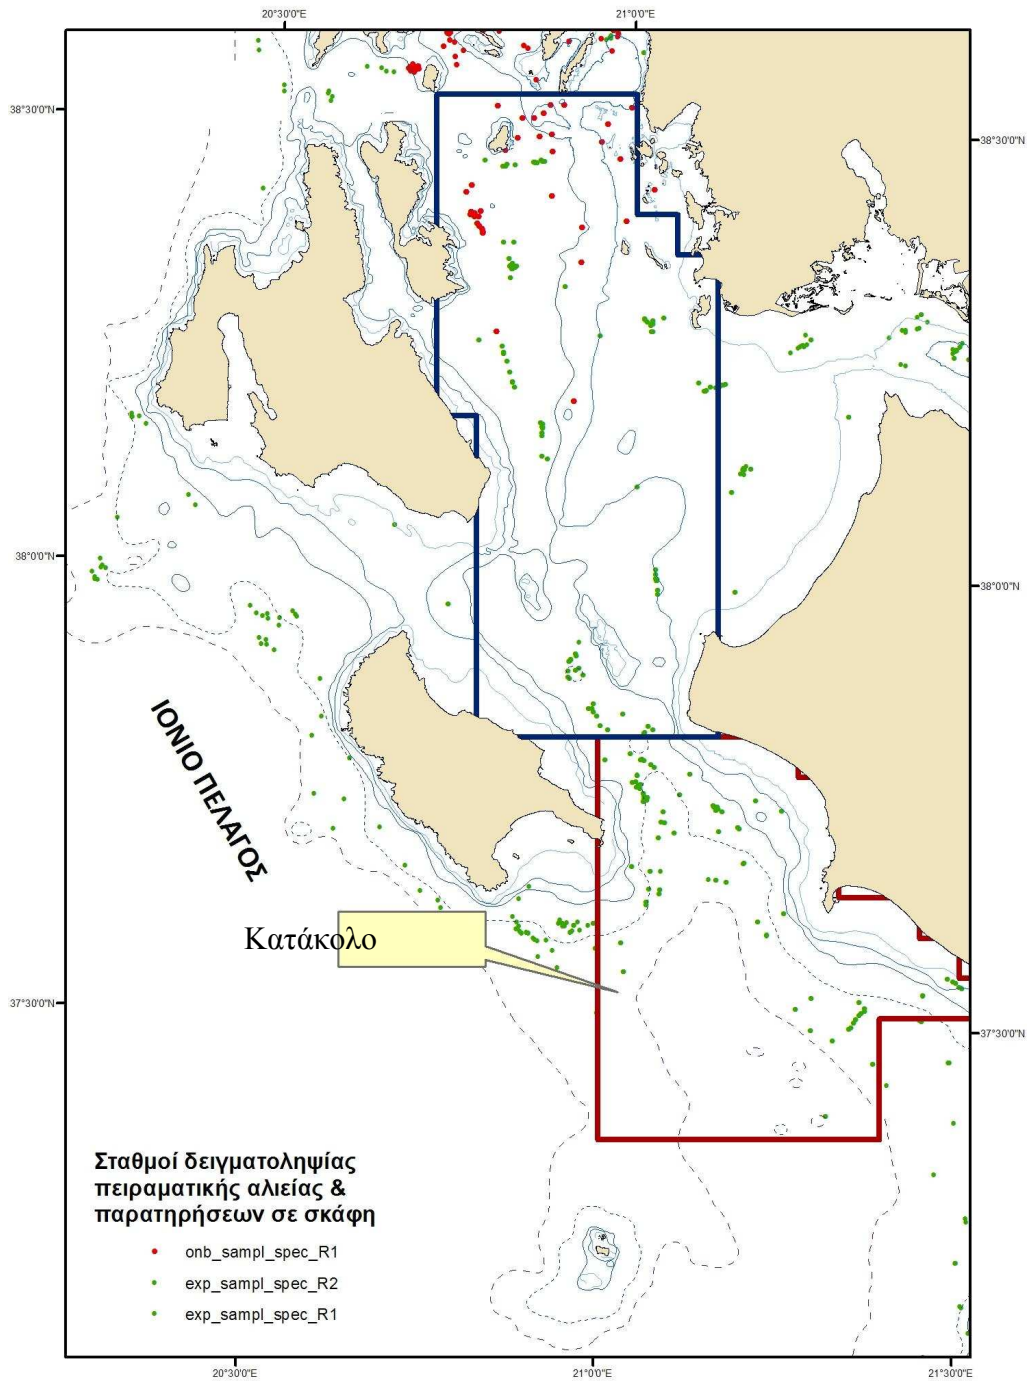 20°30'0"E
21°0'0"E
38°30'0"N
38°30'0"N
38°0'0"N
38°0'0"N
ΙΟΝΙΟ ΠΕΛΑΓΟΣ
Κατάκολο
37°30'0"N
37°30'0"N
Σταθμοί δειγματοληψίας
πειραματικής αλιείας &
παρατηρήσεων σε σκάφη
onb_sampl_spec_R1
exp_sampl_spec_R2
exp_sampl_spec_R1
20°30'0"E
21°0'0"E
21°30'0"E